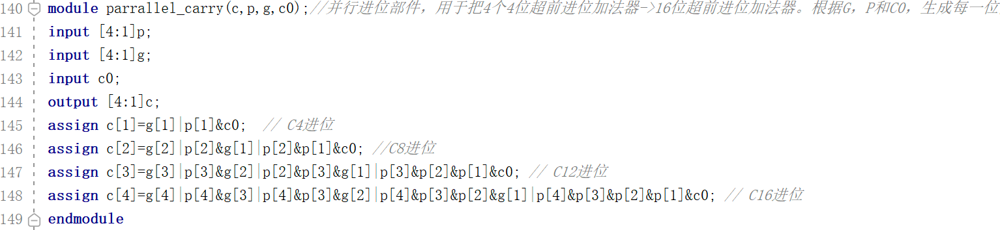 140 module parrallel_carry(c,p,g,c0);//并行进位部件，用于把4个4位超前进位加法器->16位超前进位加法器。根据G，P和C0，生成每一位
141 input [4:1]p;
142 input [4:1]g;
143 input c0;
144 output [4:1]c;
145 assign c[1]=g[1]|p[1]&c0; // C4进位
146 assign c[2]=g[2]|p[2]&g[1]|p[2]&p[1]&c0; //C8进位
147 assign c[3]=g[3]|p[3]&g[2]|p[2]&p[3]&g[1]|p[3]&p[2]&p[1]&c0; // C12进位
148 assign c[4]=g[4]|p[4]&g[3]|p[4]&p[3]&g[2]|p[4]&p[3]&p[2]&g[1]|p[4]&p[3]&p[2]&p[1]&c0; // C16进位
149 endmodule